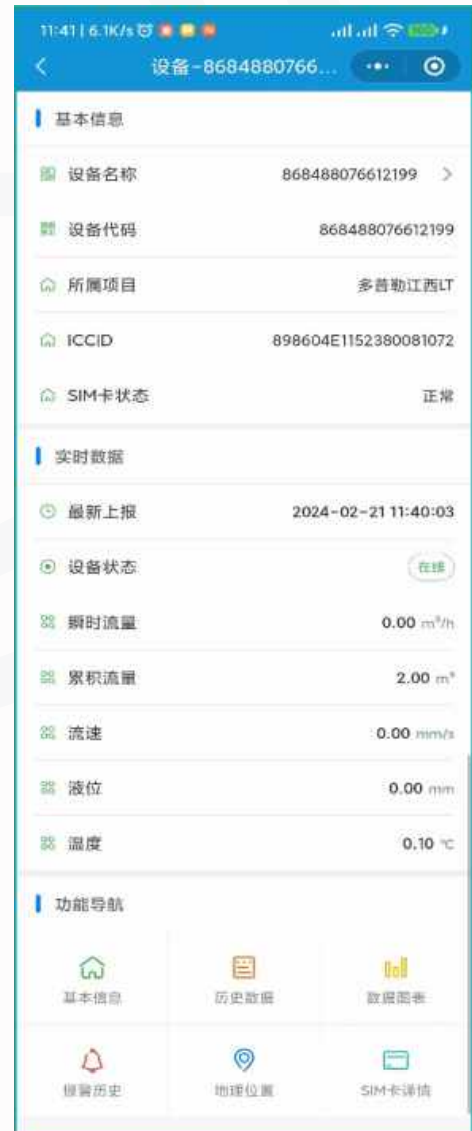 11:41 | 6.1K/s
设备-8684880766...
基本信息
设备名称 868488076612199
设备代码 868488076612199
所属项目 多普勒江西LT
ICCID 898604E1152380081072
SIM卡状态 正常
实时数据
最新上报 2024-02-21 11:40:03
设备状态 在线
瞬时流量 0.00 m³/h
累积流量 2.00 m³
流速 0.00 mm/s
液位 0.00 mm
温度 0.10 ℃
功能导航
基本信息 历史数据 数据图表
报警历史 地理位置 SIM卡详情